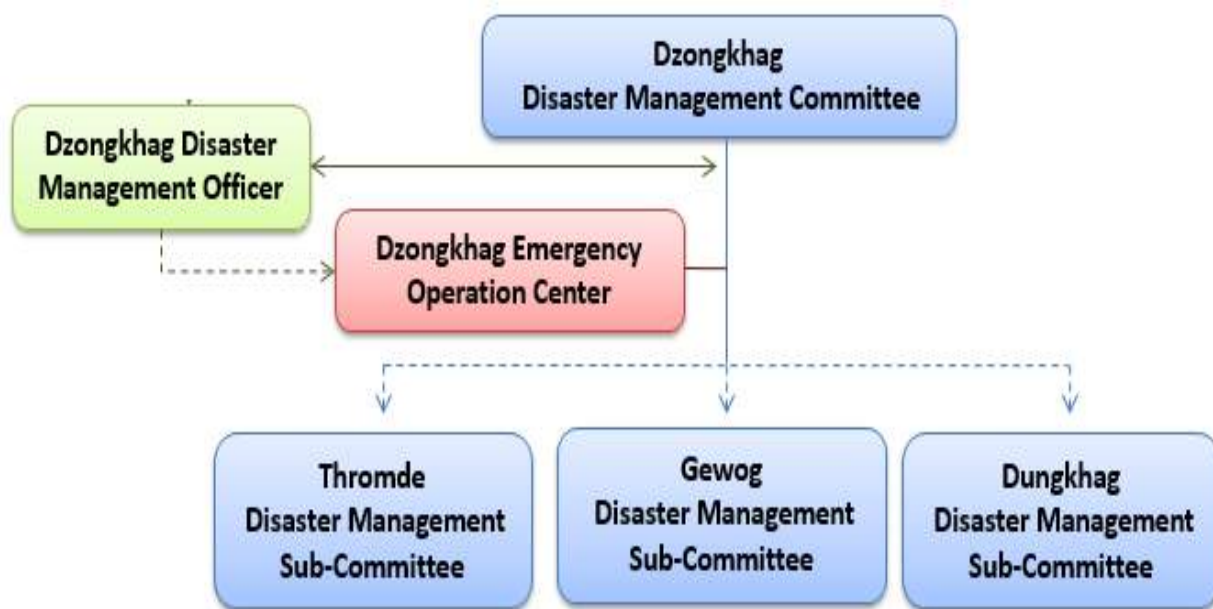 Dzongkhag
Disaster Management Committee
Dzongkhag Disaster
Management Officer
Dzongkhag Emergency
Operation Center
Thromde
Disaster Management
Sub-Committee
Gewog
Disaster Management
Sub-Committee
Dungkhag
Disaster Management
Sub-Committee